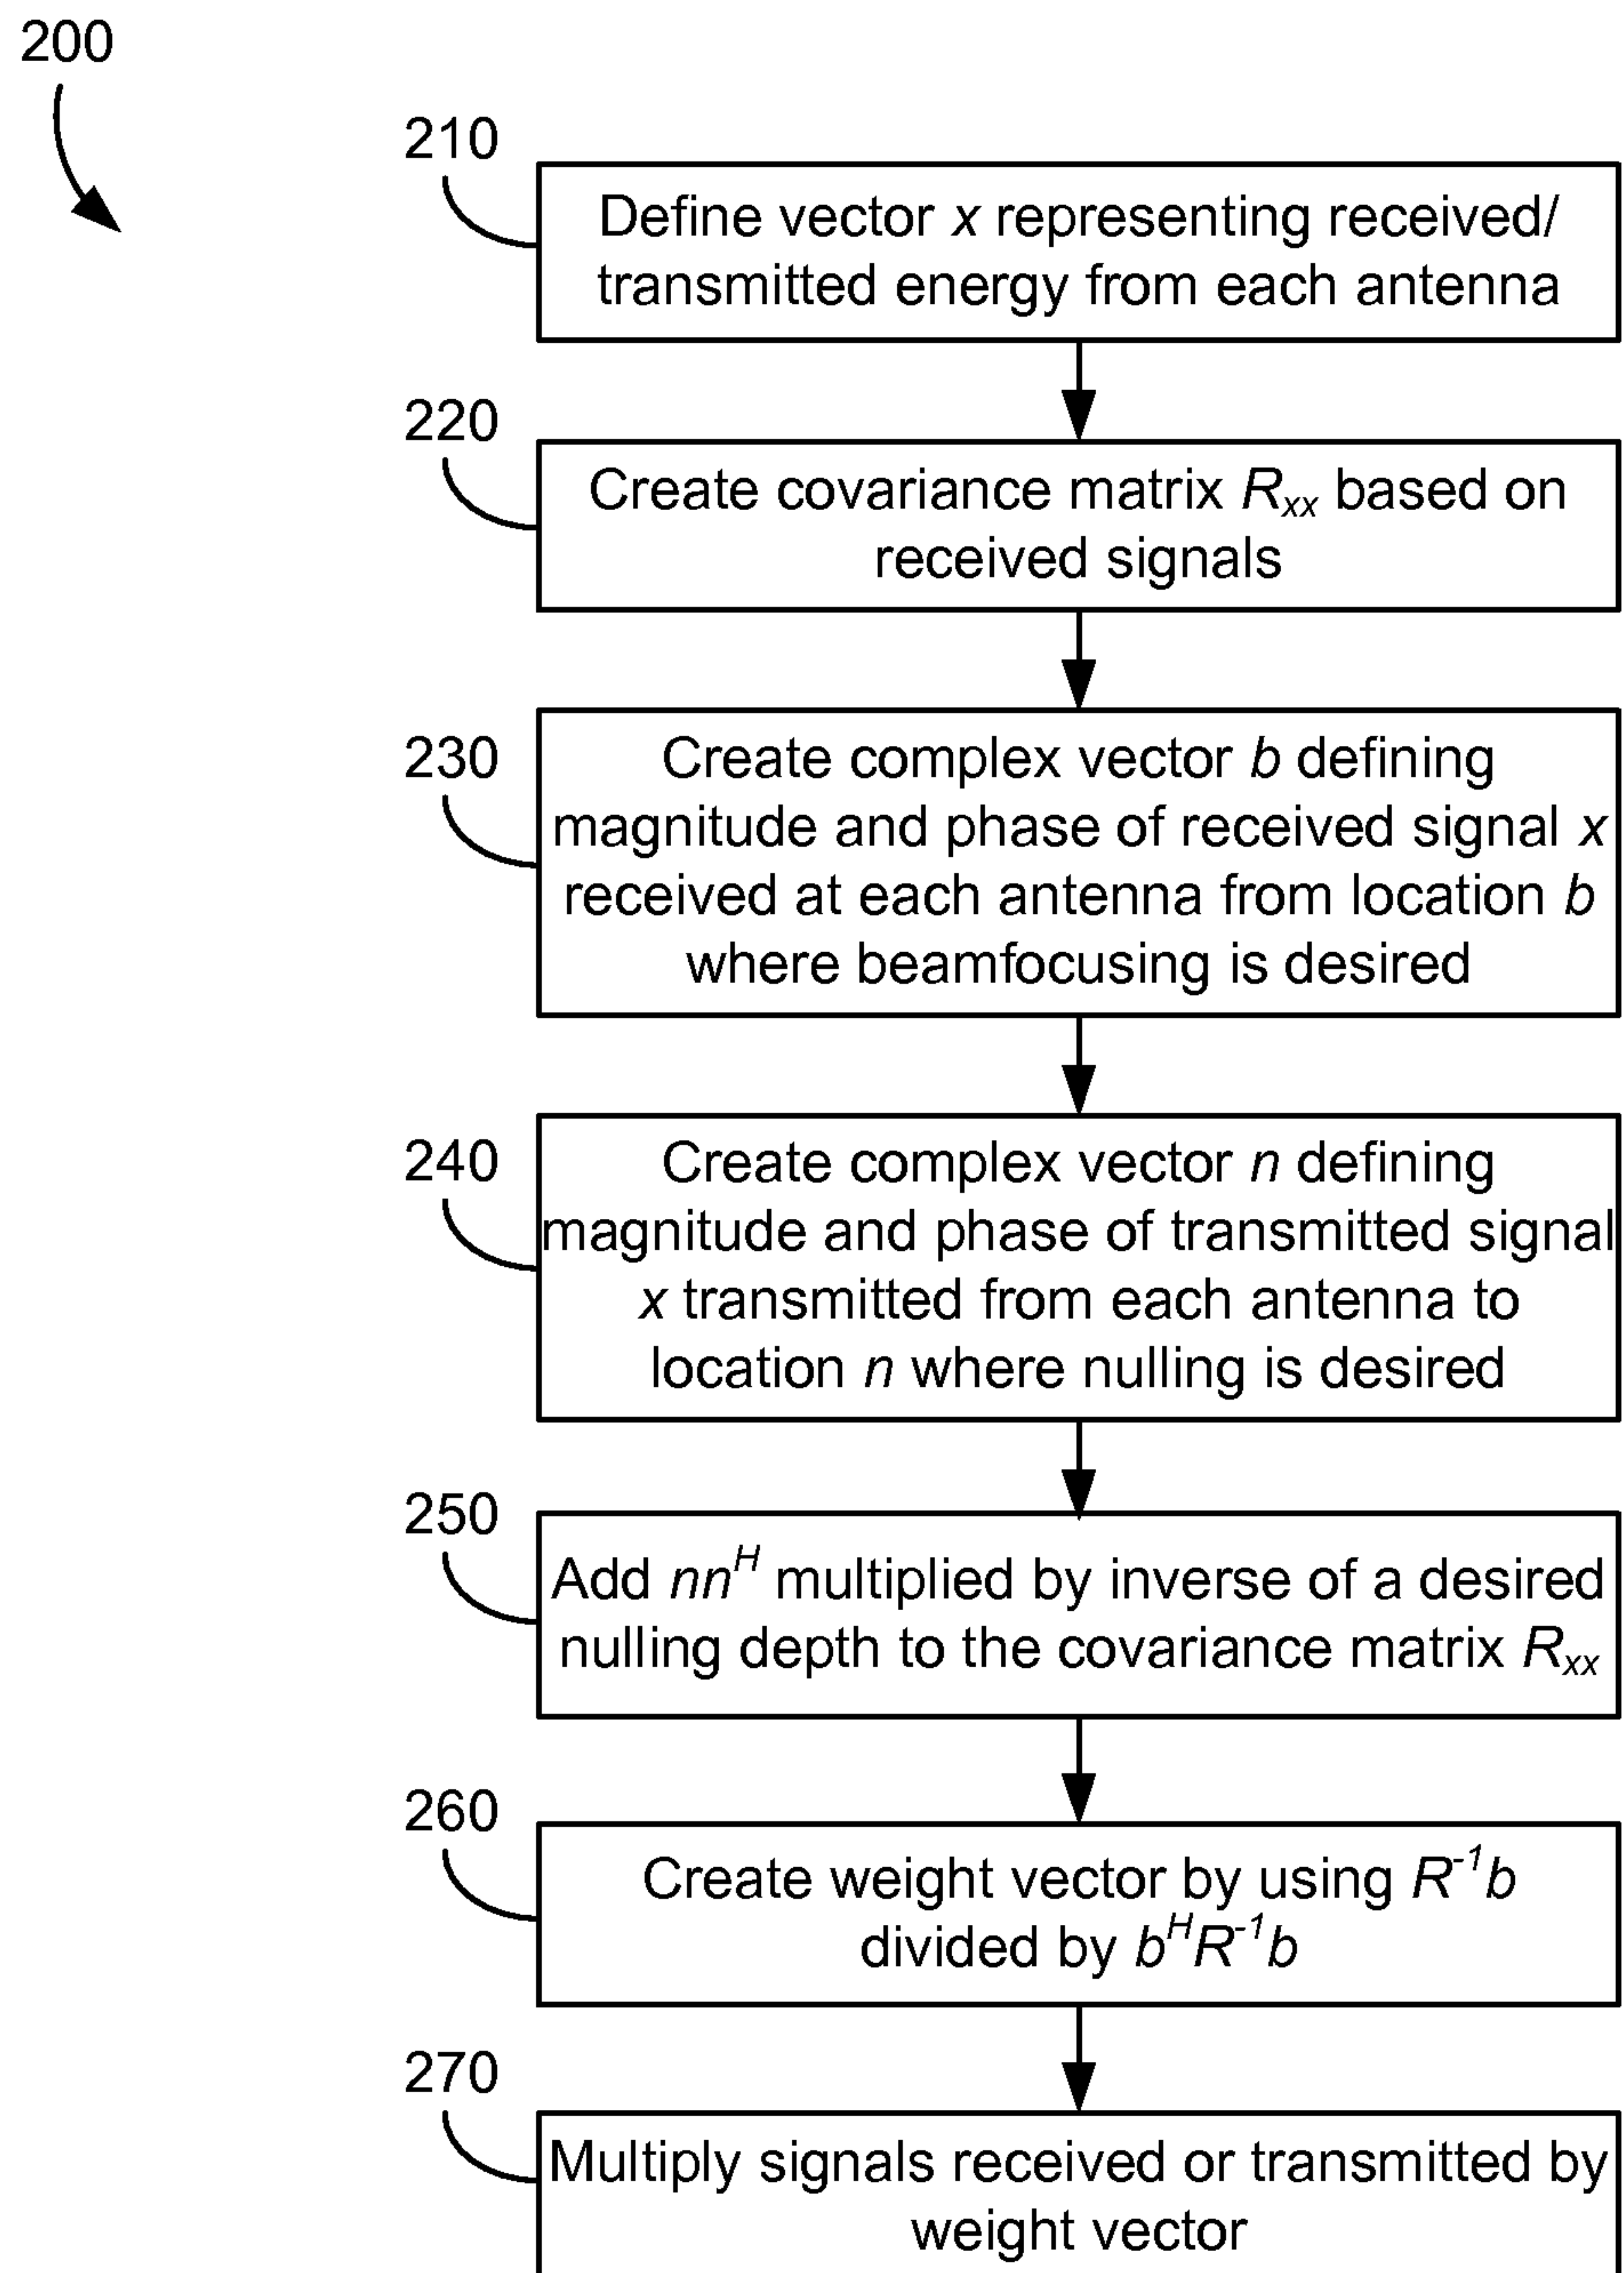 200
210
Define vector x representing received/
transmitted energy from each antenna
220
Create covariance matrix Rxx based on
received signals
230
Create complex vector b defining
magnitude and phase of received signal x
received at each antenna from location b
where beamfocusing is desired
240
Create complex vector n defining
magnitude and phase of transmitted signal
x transmitted from each antenna to
location n where nulling is desired
250
Add nn^H multiplied by inverse of a desired
nulling depth to the covariance matrix Rxx
260
Create weight vector by using R^-1b
divided by b^HR^-1b
270
Multiply signals received or transmitted by
weight vector